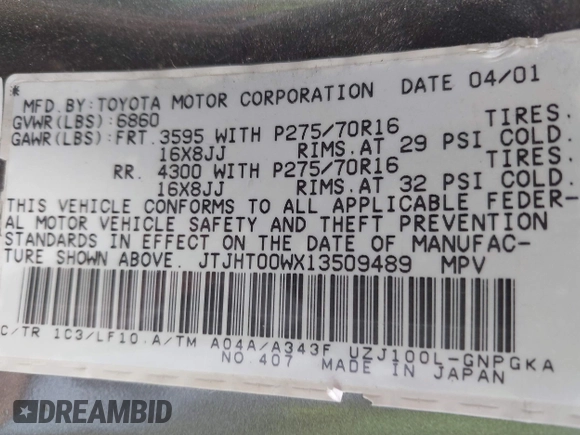 * MFD.BY:TOYOTA MOTOR CORPORATION DATE 04/01
GVWR(LBS):6860
GAWR(LBS):FRT. 3595 WITH P275/70R16 TIRES.
16X8JJ RIMS.AT 29 PSI COLD.
RR. 4300 WITH P275/70R16 TIRES.
16X8JJ RIMS.AT 32 PSI COLD.
THIS VEHICLE CONFORMS TO ALL APPLICABLE FEDER-
AL MOTOR VEHICLE SAFETY AND THEFT PREVENTION
STANDARDS IN EFFECT ON THE DATE OF MANUFAC-
TURE SHOWN ABOVE. JTJHT00WX13509489 MPV
C/TR 1C3/LF10.A/TM A04A/A343F UZJ100L-GNPGKA
NO.407 MADE IN JAPAN
DREAMBID